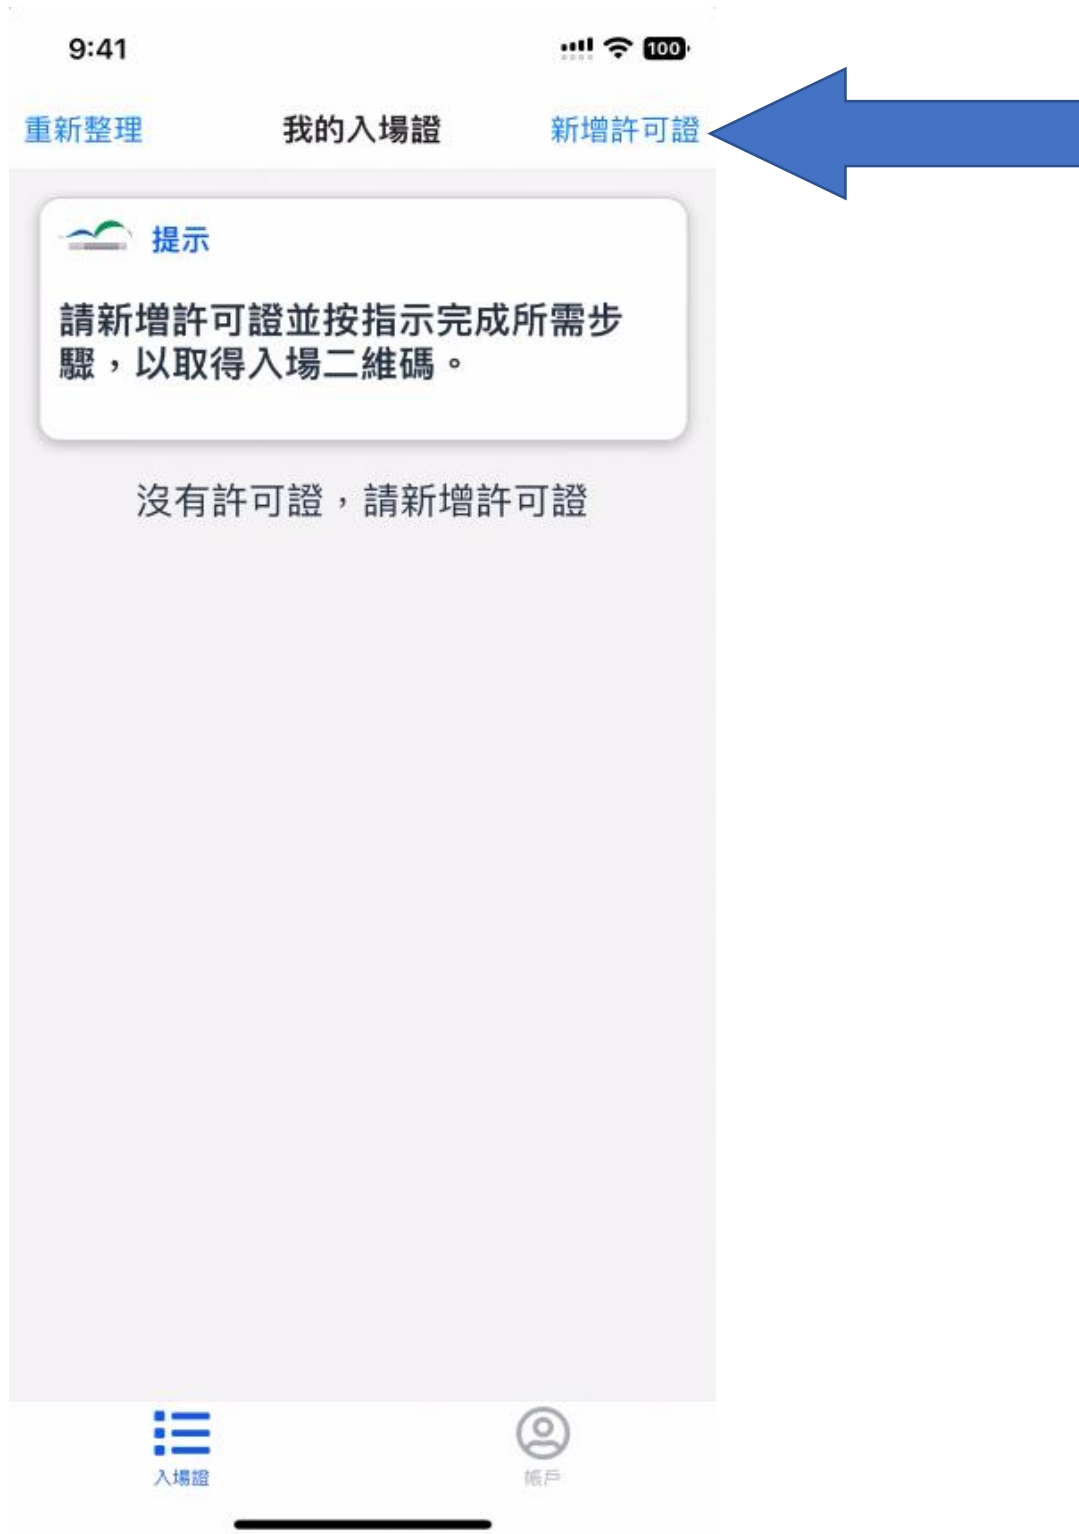 9:41
100
重新整理
我的入場證
新增許可證
提示
請新增許可證並按指示完成所需步
驟，以取得入場二維碼。
沒有許可證，請新增許可證
入場證
帳戶